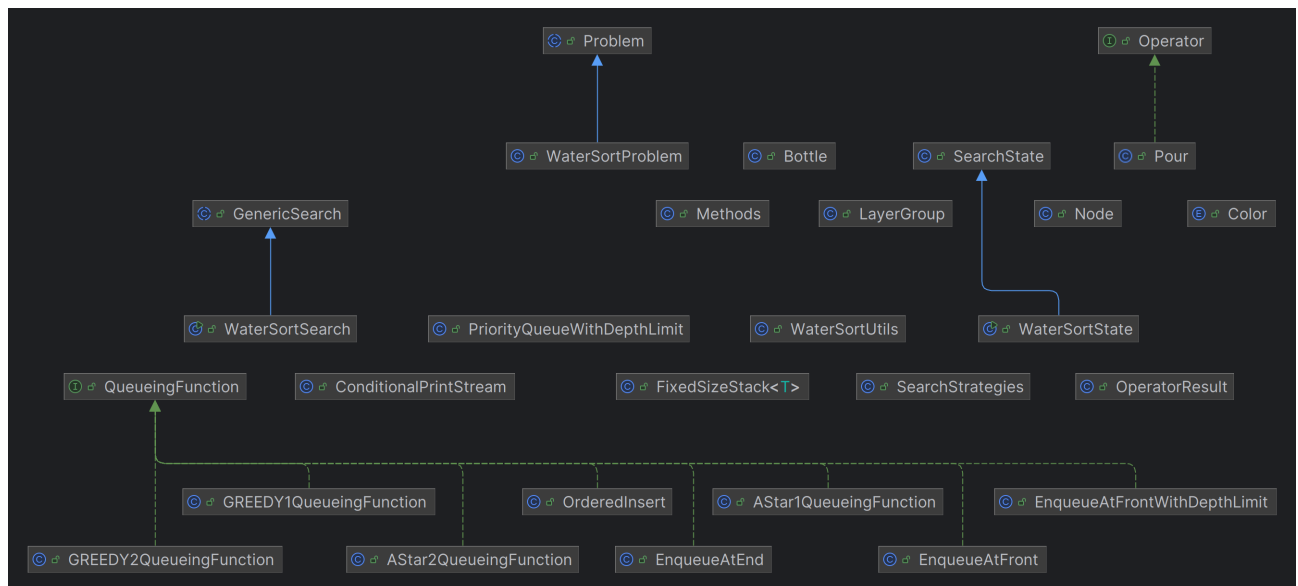 Problem
Operator
WaterSortProblem
Bottle
SearchState
Pour
GenericSearch
Methods
LayerGroup
Node
Color
WaterSortSearch
PriorityQueueWithDepthLimit
WaterSortUtils
WaterSortState
QueueingFunction
ConditionalPrintStream
FixedSizeStack<T>
SearchStrategies
OperatorResult
GREEDY1QueueingFunction
OrderedInsert
AStar1QueueingFunction
EnqueueAtFrontWithDepthLimit
GREEDY2QueueingFunction
AStar2QueueingFunction
EnqueueAtEnd
EnqueueAtFront